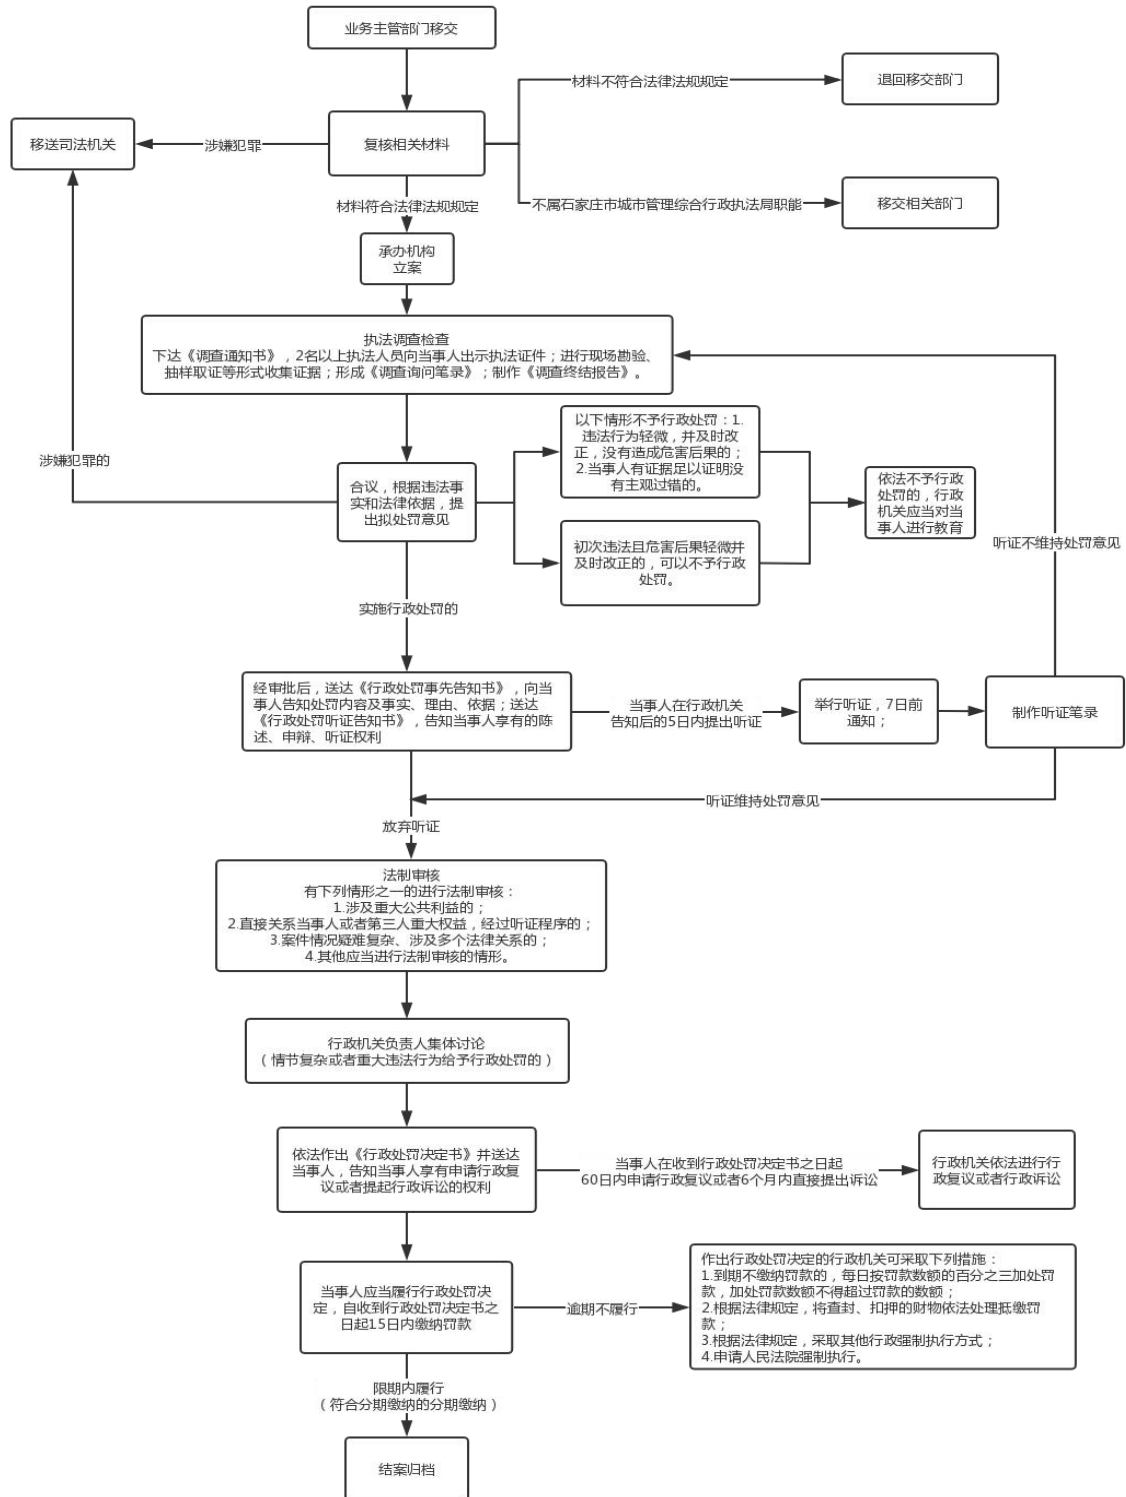 业务主管部门移交
材料不符合法律法规规定
退回移交部门
移送司法机关
涉嫌犯罪
复核相关材料
材料符合法律法规规定
不属石家庄市城市管理综合行政执法局职能
移交相关部门
承办机构
立案
执法调查检查
下达《调查通知书》，2名以上执法人员向当事人出示执法证件；进行现场勘验、
抽样取证等形式收集证据；形成《调查询问笔录》；制作《调查终结报告》。
涉嫌犯罪的
合议，根据违法事
实和法律依据，提
出拟处罚意见
以下情形不予行政处罚：1.
违法行为轻微，并及时改
正，没有造成危害后果的；
2.当事人有证据足以证明没
有主观过错的。
初次违法且危害后果轻微并
及时改正的，可以不予行政
处罚。
依法不予行政
处罚的，行政
机关应当对当
事人进行教育
听证不维持处罚意见
实施行政处罚的
经审批后，送达《行政处罚事先告知书》，向当
事人告知处罚内容及事实、理由、依据；送达
《行政处罚听证告知书》，告知当事人享有的陈
述、申辩、听证权利
当事人在行政机关
告知后的5日内提出听证
举行听证，7日前
通知；
制作听证笔录
听证维持处罚意见
放弃听证
法制审核
有下列情形之一的进行法制审核：
1.涉及重大公共利益的；
2.直接关系当事人或者第三人重大权益，经过听证程序的；
3.案件情况疑难复杂、涉及多个法律关系的；
4.其他应当进行法制审核的情形。
行政机关负责人集体讨论
（情节复杂或者重大违法行为给予行政处罚的）
依法作出《行政处罚决定书》并送达
当事人，告知当事人享有申请行政复
议或者提起行政诉讼的权利
当事人在收到行政处罚决定书之日起
60日内申请行政复议或者6个月内直接提出诉讼
行政机关依法进行行
政复议或者行政诉讼
当事人应当履行行政处罚决
定，自收到行政处罚决定书之
日起15日内缴纳罚款
逾期不履行
作出行政处罚决定的行政机关可采取下列措施：
1.到期不缴纳罚款的，每日按罚款数额的百分之三加处罚
款，加处罚款数额不得超过罚款的数额；
2.根据法律规定，将查封、扣押的财物依法处理抵缴罚
款；
3.根据法律规定，采取其他行政强制执行方式；
4.申请人民法院强制执行。
限期内履行
（符合分期缴纳的分期缴纳）
结案归档